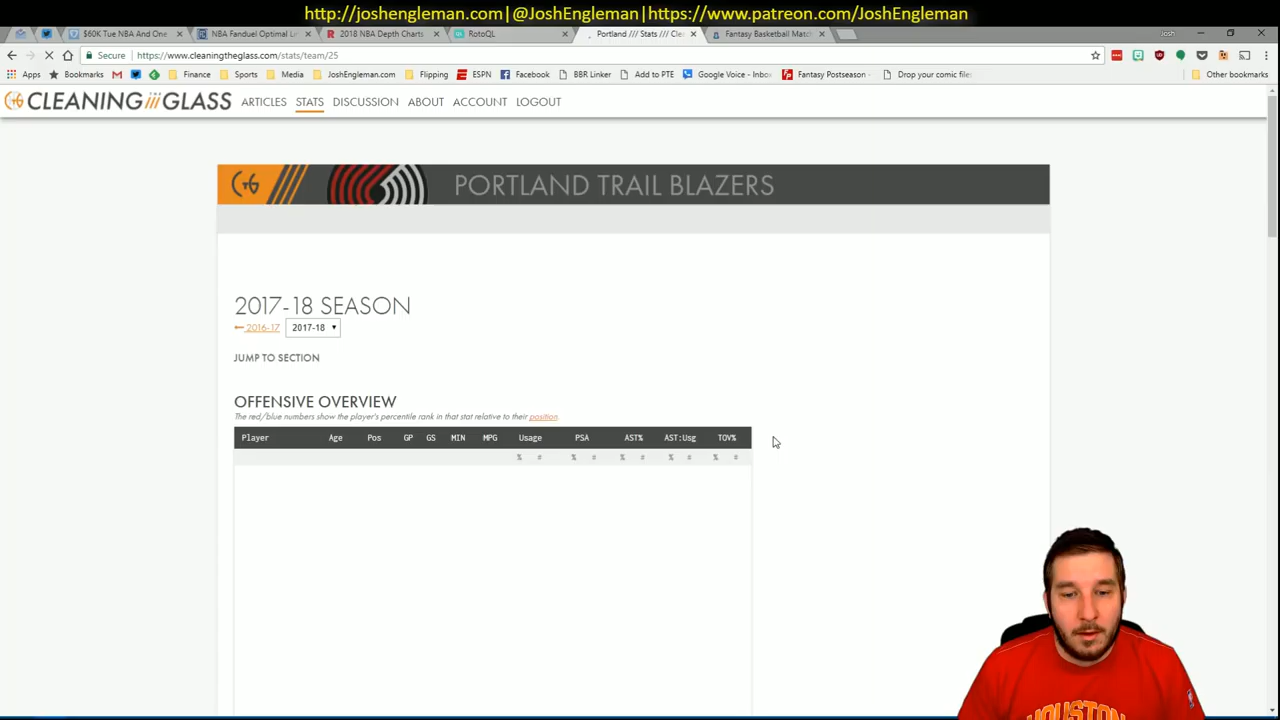 http://joshengleman.com|@JoshEngleman|https://www.patreon.com/JoshEngleman
$60K Tue NBA And One
NBA Fanduel Optimal Li
2018 NBA Depth Charts
RotoQL
Portland /// Stats /// Cle
Fantasy Basketball Match
Josh
Secure
https://www.cleaningtheglass.com/stats/team/25
Apps
Bookmarks
Finance
Sports
Media
JoshEngleman.com
Flipping
ESPN
Facebook
BBR Linker
Add to PTE
Google Voice - Inbo
Fantasy Postseason -
Drop your comic file
Other bookmarks
CLEANING GLASS
ARTICLES
STATS
DISCUSSION
ABOUT
ACCOUNT
LOGOUT
CTG
PORTLAND TRAIL BLAZERS
2017-18 SEASON
← 2016-17
2017-18
JUMP TO SECTION
OFFENSIVE OVERVIEW
The red/blue numbers show the player's percentile rank in that stat relative to their position.
Player Age Pos GP GS MIN MPG Usage PSA AST% AST:Usg TOV%
% # % # % # % # % #
HOUSTON